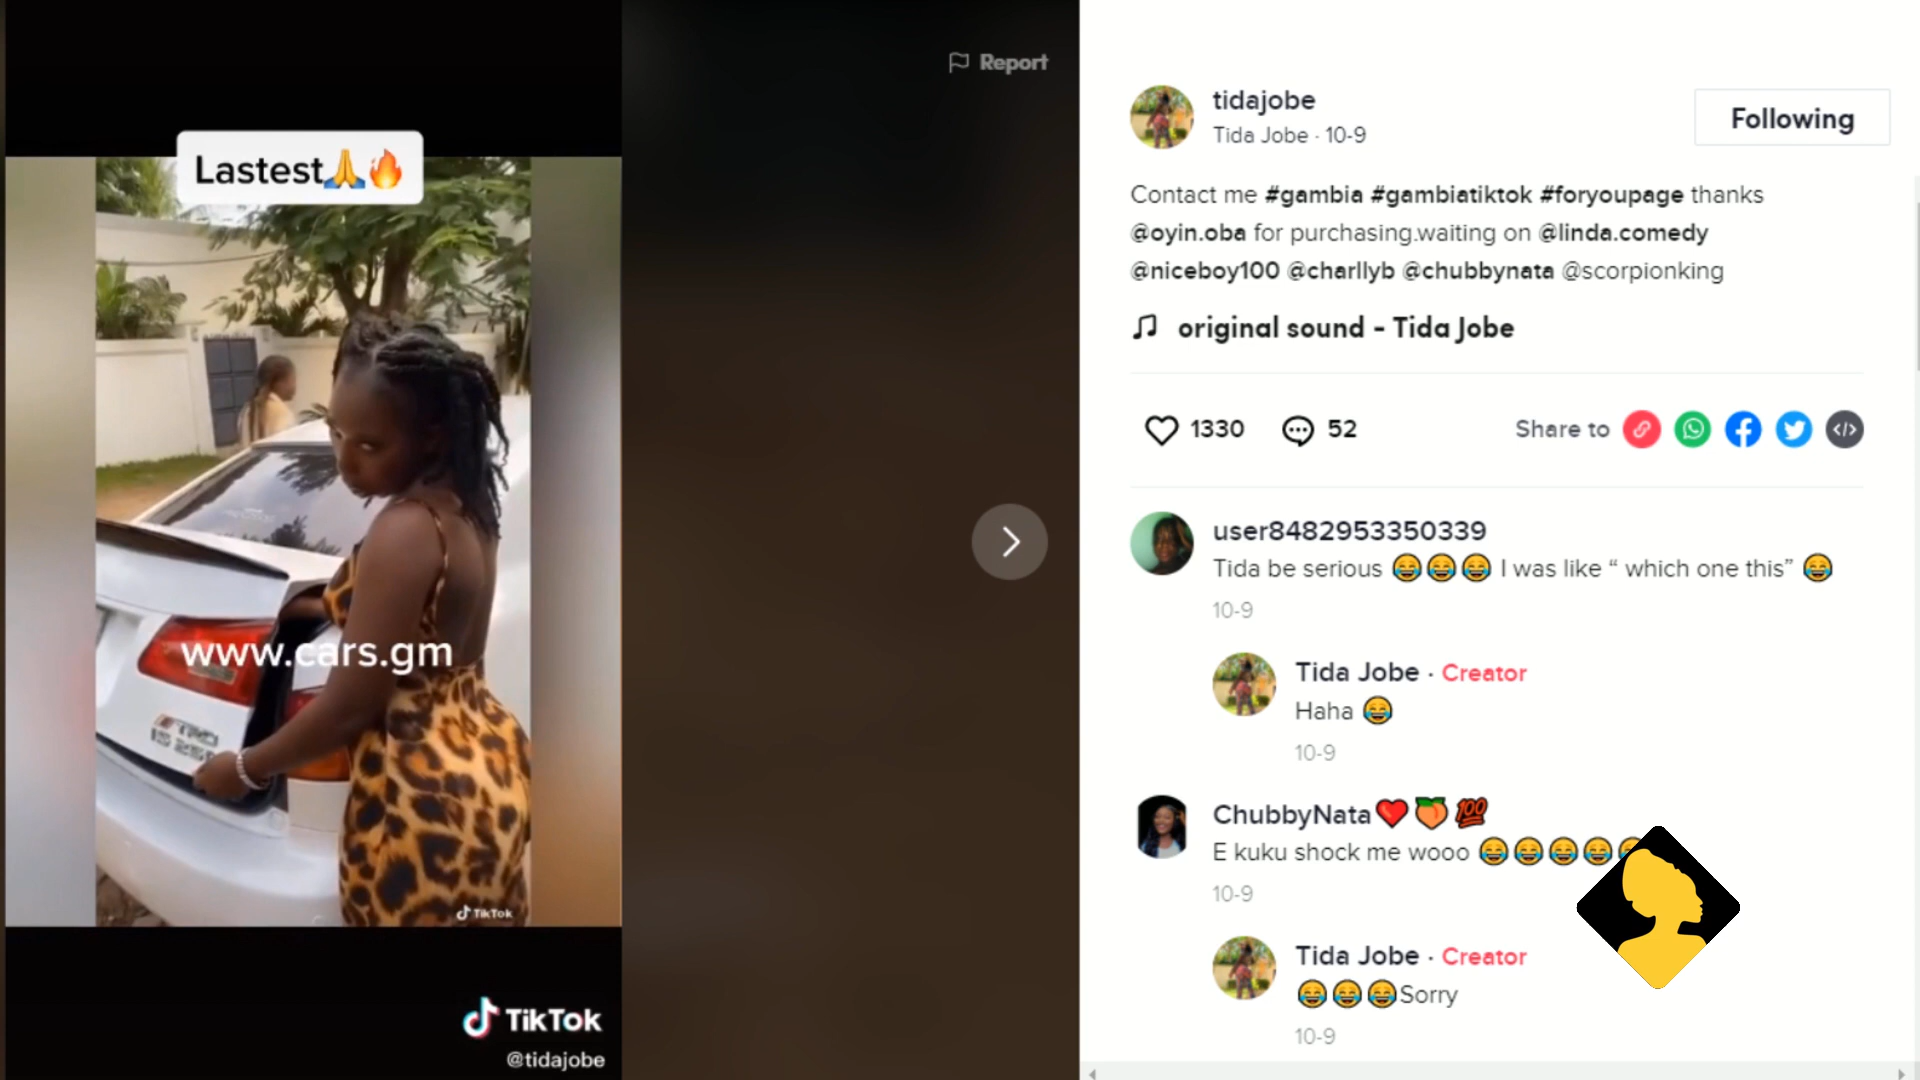 Lastest🙏🔥
www.cars.gm
TRD
IS 250
TikTok
TikTok
@tidajobe
Report
tidajobe
Tida Jobe · 10-9
Following
Contact me #gambia #gambiatiktok #foryoupage thanks
@oyin.oba for purchasing.waiting on @linda.comedy
@niceboy100 @charllyb @chubbynata @scorpionking
original sound - Tida Jobe
1330
52
Share to
user8482953350339
Tida be serious 😂😂😂 I was like “ which one this” 😂
10-9
Tida Jobe · Creator
Haha 😂
10-9
ChubbyNata❤️🍑💯
E kuku shock me wooo 😂😂😂😂😂
10-9
Tida Jobe · Creator
😂😂😂Sorry
10-9